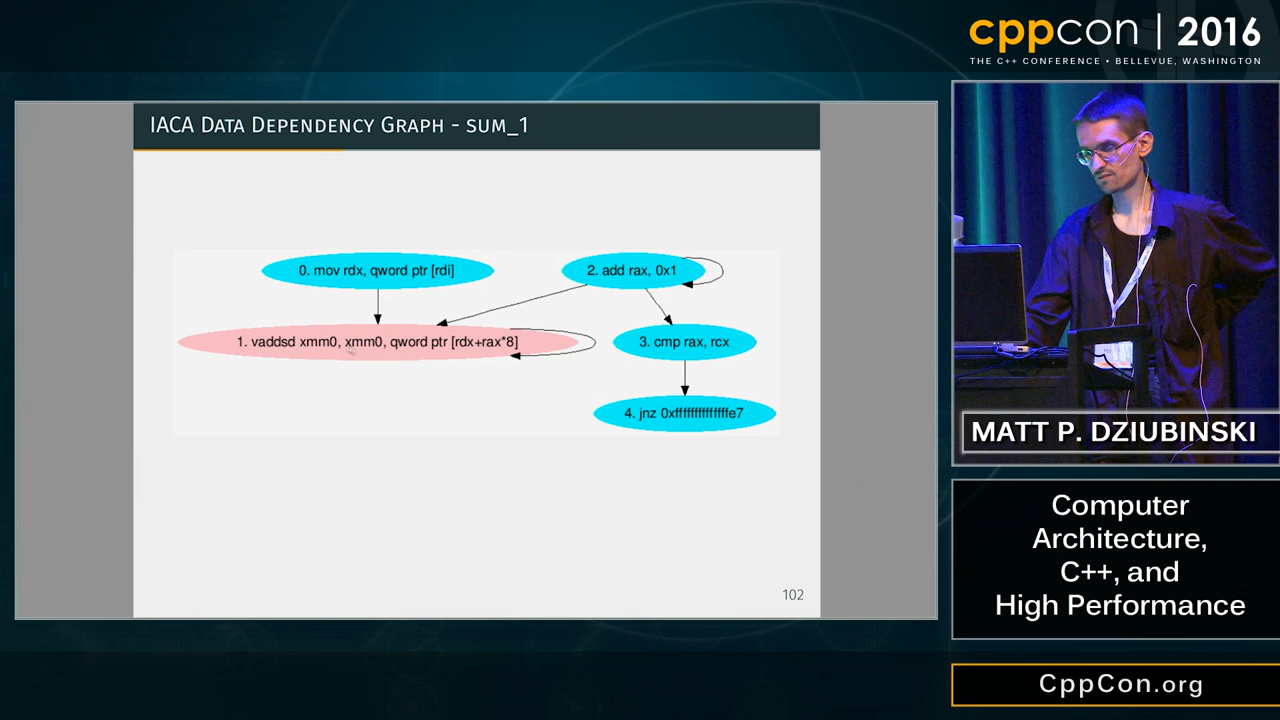 cppcon | 2016
THE C++ CONFERENCE • BELLEVUE, WASHINGTON
IACA DATA DEPENDENCY GRAPH - SUM_1
0. mov rdx, qword ptr [rdi]
2. add rax, 0x1
1. vaddsd xmm0, xmm0, qword ptr [rdx+rax*8]
3. cmp rax, rcx
4. jnz 0xffffffffffffffe7
102
MATT P. DZIUBINSKI
Computer
Architecture,
C++, and
High Performance
CppCon.org